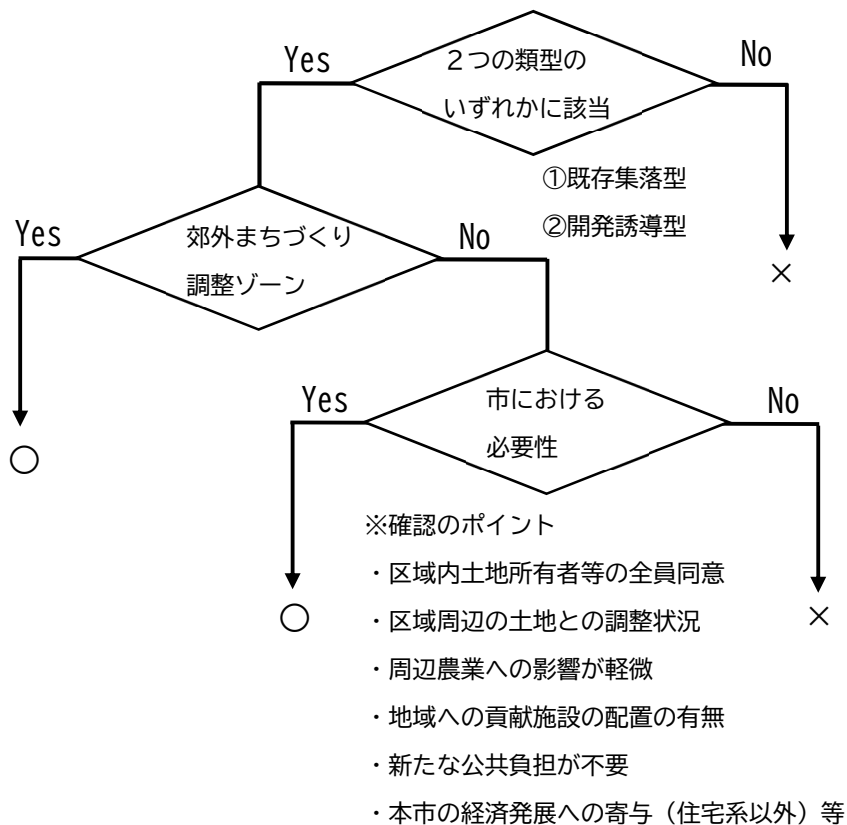 Yes
２つの類型の
いずれかに該当
No
①既存集落型
②開発誘導型
×
Yes
郊外まちづくり
調整ゾーン
No
○
Yes
市における
必要性
No
○
×
※確認のポイント
・区域内土地所有者等の全員同意
・区域周辺の土地との調整状況
・周辺農業への影響が軽微
・地域への貢献施設の配置の有無
・新たな公共負担が不要
・本市の経済発展への寄与（住宅系以外）等